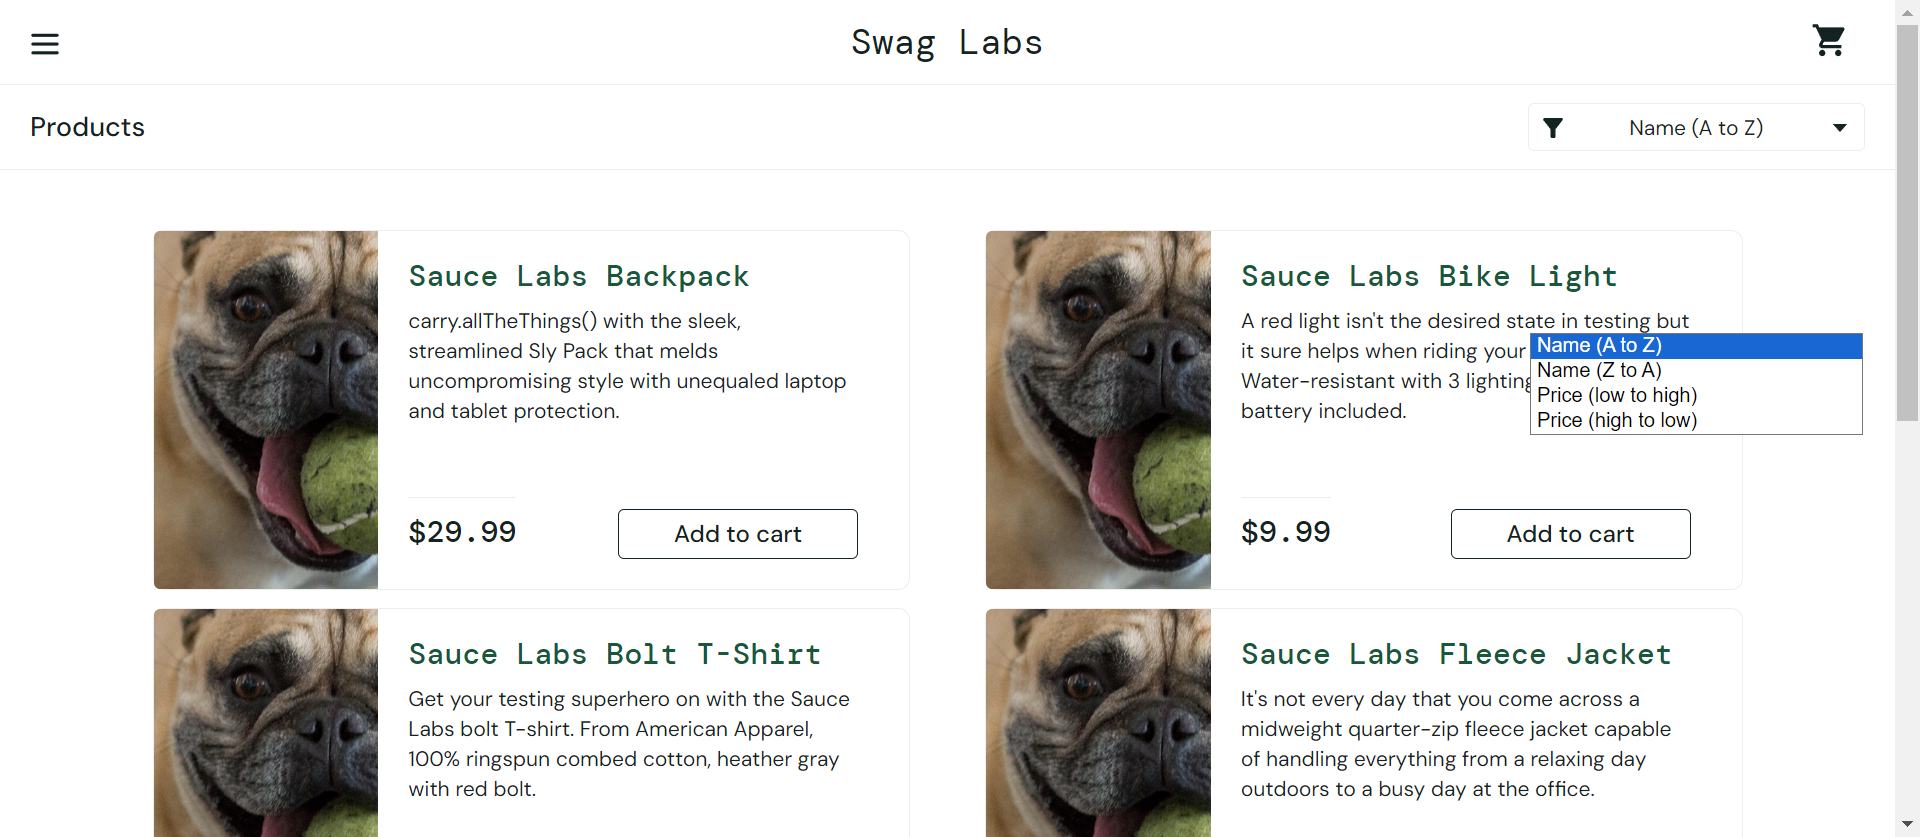 Swag Labs
Products
Name (A to Z)
Sauce Labs Backpack
carry.allTheThings() with the sleek,
streamlined Sly Pack that melds
uncompromising style with unequaled laptop
and tablet protection.
$29.99
Add to cart
Sauce Labs Bike Light
A red light isn't the desired state in testing but
it sure helps when riding your
Water-resistant with 3 lighting
battery included.
Name (A to Z)
Name (Z to A)
Price (low to high)
Price (high to low)
$9.99
Add to cart
Sauce Labs Bolt T-Shirt
Get your testing superhero on with the Sauce
Labs bolt T-shirt. From American Apparel,
100% ringspun combed cotton, heather gray
with red bolt.
Sauce Labs Fleece Jacket
It's not every day that you come across a
midweight quarter-zip fleece jacket capable
of handling everything from a relaxing day
outdoors to a busy day at the office.